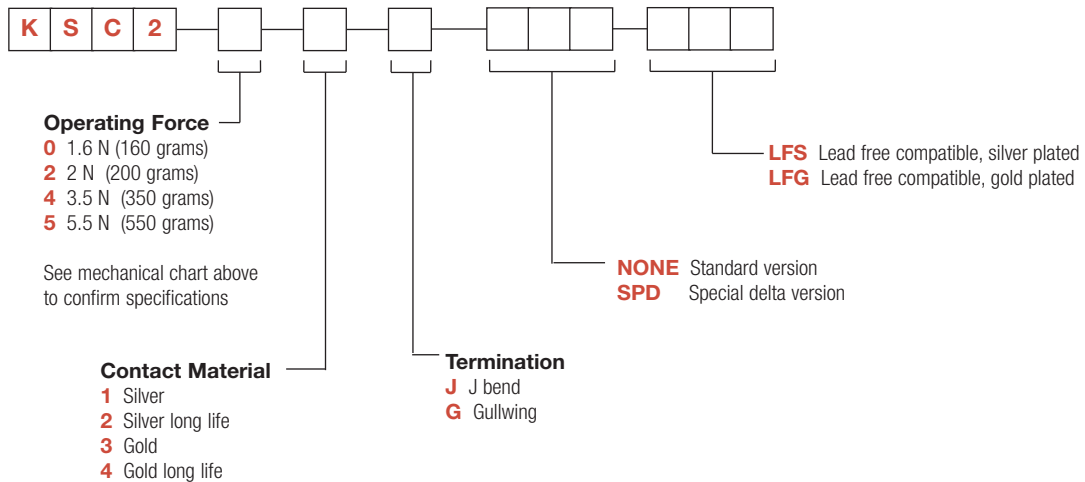 K S C 2
Operating Force
0 1.6 N (160 grams)
2 2 N (200 grams)
4 3.5 N (350 grams)
5 5.5 N (550 grams)
See mechanical chart above
to confirm specifications
LFS Lead free compatible, silver plated
LFG Lead free compatible, gold plated
NONE Standard version
SPD Special delta version
Contact Material
1 Silver
2 Silver long life
3 Gold
4 Gold long life
Termination
J J bend
G Gullwing